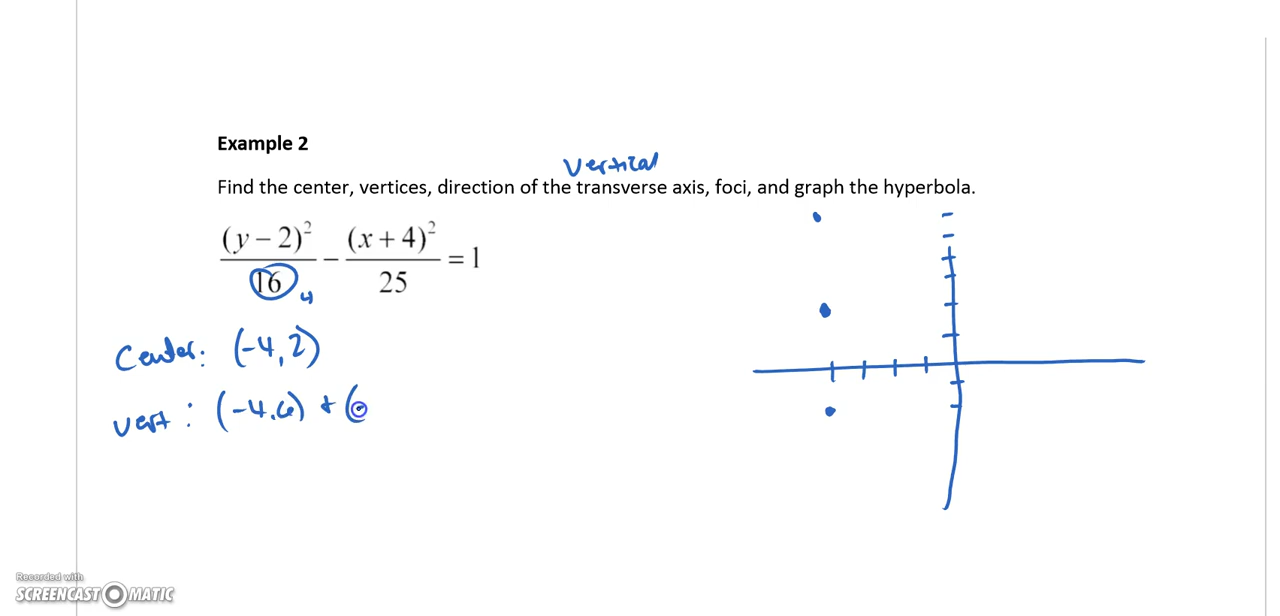 Example 2
Vertical
Find the center, vertices, direction of the transverse axis, foci, and graph the hyperbola.
(y − 2)²/16 − (x + 4)²/25 = 1
4
Center: (-4, 2)
Vert : (-4, 6) + (
Recorded with
SCREENCAST-O-MATIC